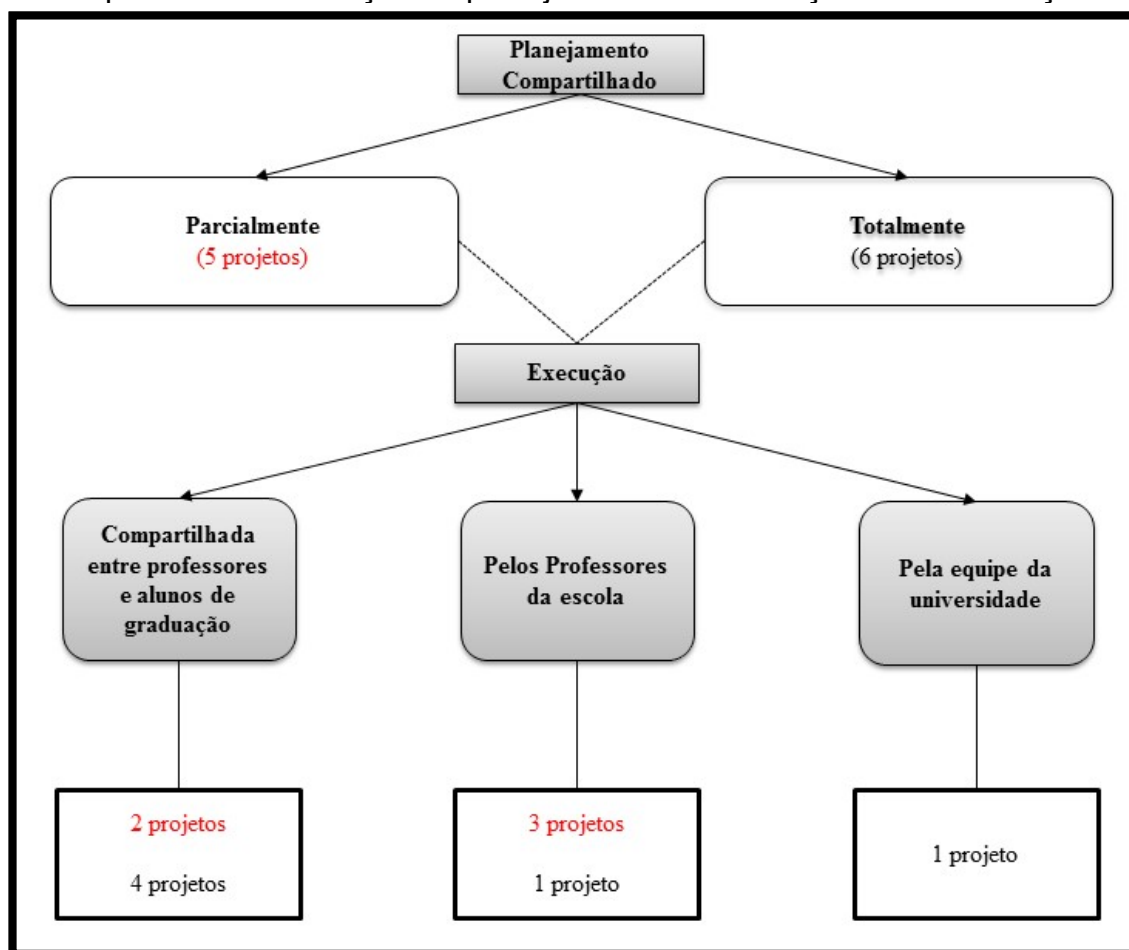 Planejamento
Compartilhado
Parcialmente
(5 projetos)
Totalmente
(6 projetos)
Execução
Compartilhada
entre professores
e alunos de
graduação
Pelos Professores
da escola
Pela equipe da
universidade
2 projetos
4 projetos
3 projetos
1 projeto
1 projeto